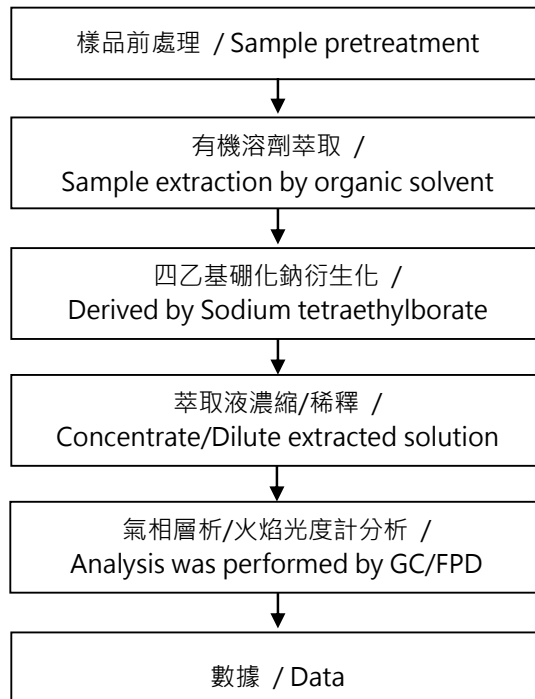 樣品前處理 / Sample pretreatment
有機溶劑萃取 /
Sample extraction by organic solvent
四乙基硼化鈉衍生化 /
Derived by Sodium tetraethylborate
萃取液濃縮/稀釋 /
Concentrate/Dilute extracted solution
氣相層析/火焰光度計分析 /
Analysis was performed by GC/FPD
數據 / Data